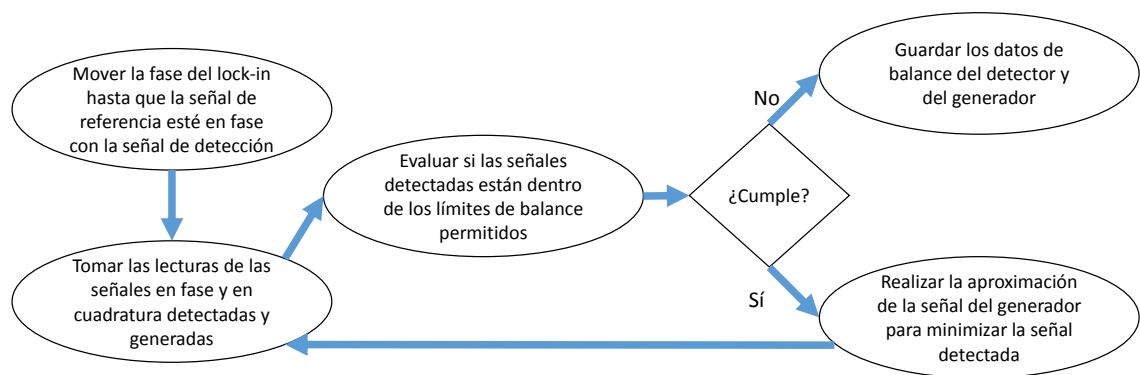 Mover la fase del lock-in
hasta que la señal de
referencia esté en fase
con la señal de detección
Tomar las lecturas de las
señales en fase y en
cuadratura detectadas y
generadas
Evaluar si las señales
detectadas están dentro
de los límites de balance
permitidos
¿Cumple?
No
Guardar los datos de
balance del detector y
del generador
Sí
Realizar la aproximación
de la señal del generador
para minimizar la señal
detectada